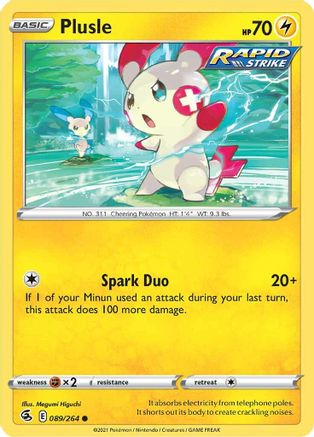 BASIC Plusle HP 70
RAPID
STRIKE
NO. 311 Cheering Pokémon HT: 1'4" WT: 9.3 lbs.
Spark Duo 20+
If 1 of your Minun used an attack during your last turn,
this attack does 100 more damage.
weakness ×2 resistance retreat
Illus. Megumi Higuchi
E 089/264
It absorbs electricity from telephone poles.
It shorts out its body to create crackling noises.
©2021 Pokémon / Nintendo / Creatures / GAME FREAK